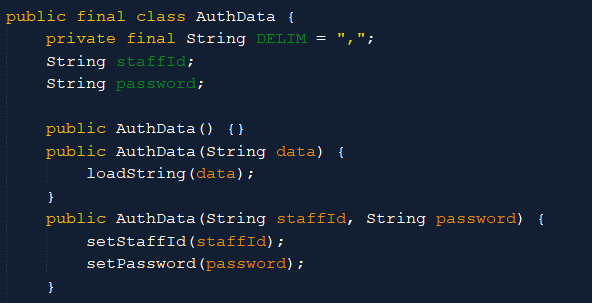 public final class AuthData {
    private final String DELIM = ",";
    String staffId;
    String password;

    public AuthData() {}
    public AuthData(String data) {
        loadString(data);
    }
    public AuthData(String staffId, String password) {
        setStaffId(staffId);
        setPassword(password);
    }